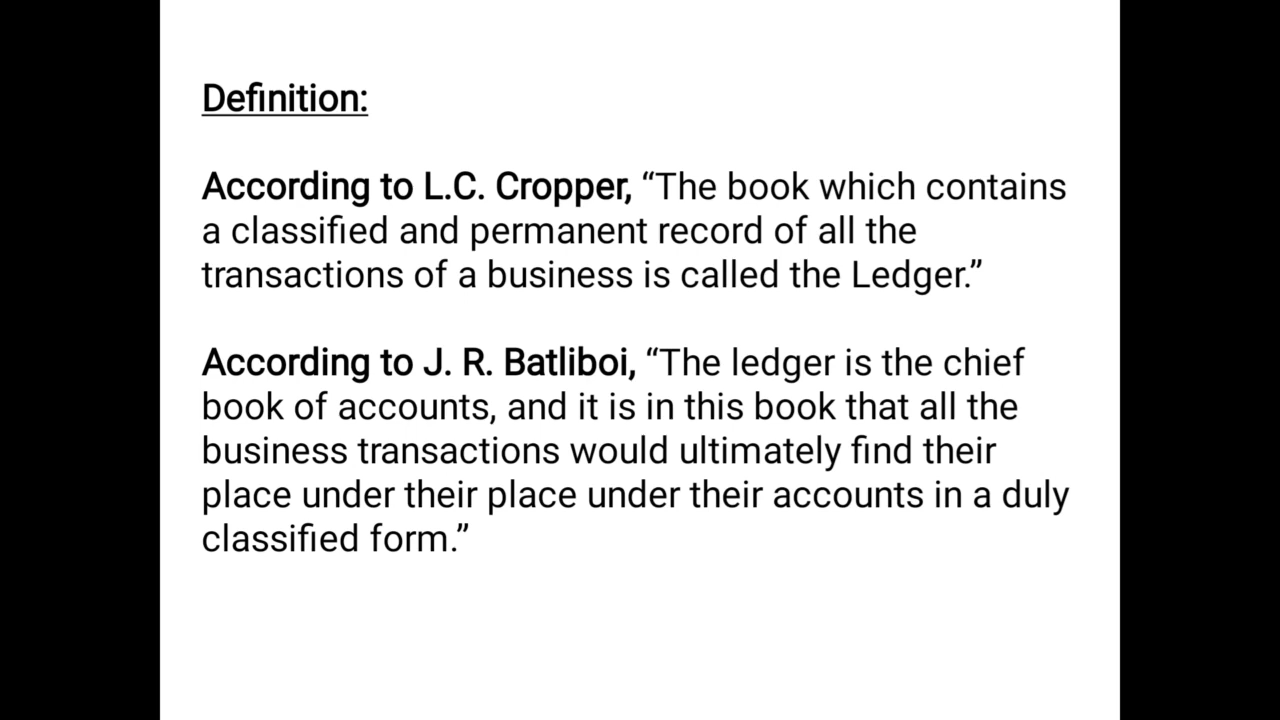 Definition:
According to L.C. Cropper, “The book which contains
a classified and permanent record of all the
transactions of a business is called the Ledger.”
According to J. R. Batliboi, “The ledger is the chief
book of accounts, and it is in this book that all the
business transactions would ultimately find their
place under their place under their accounts in a duly
classified form.”